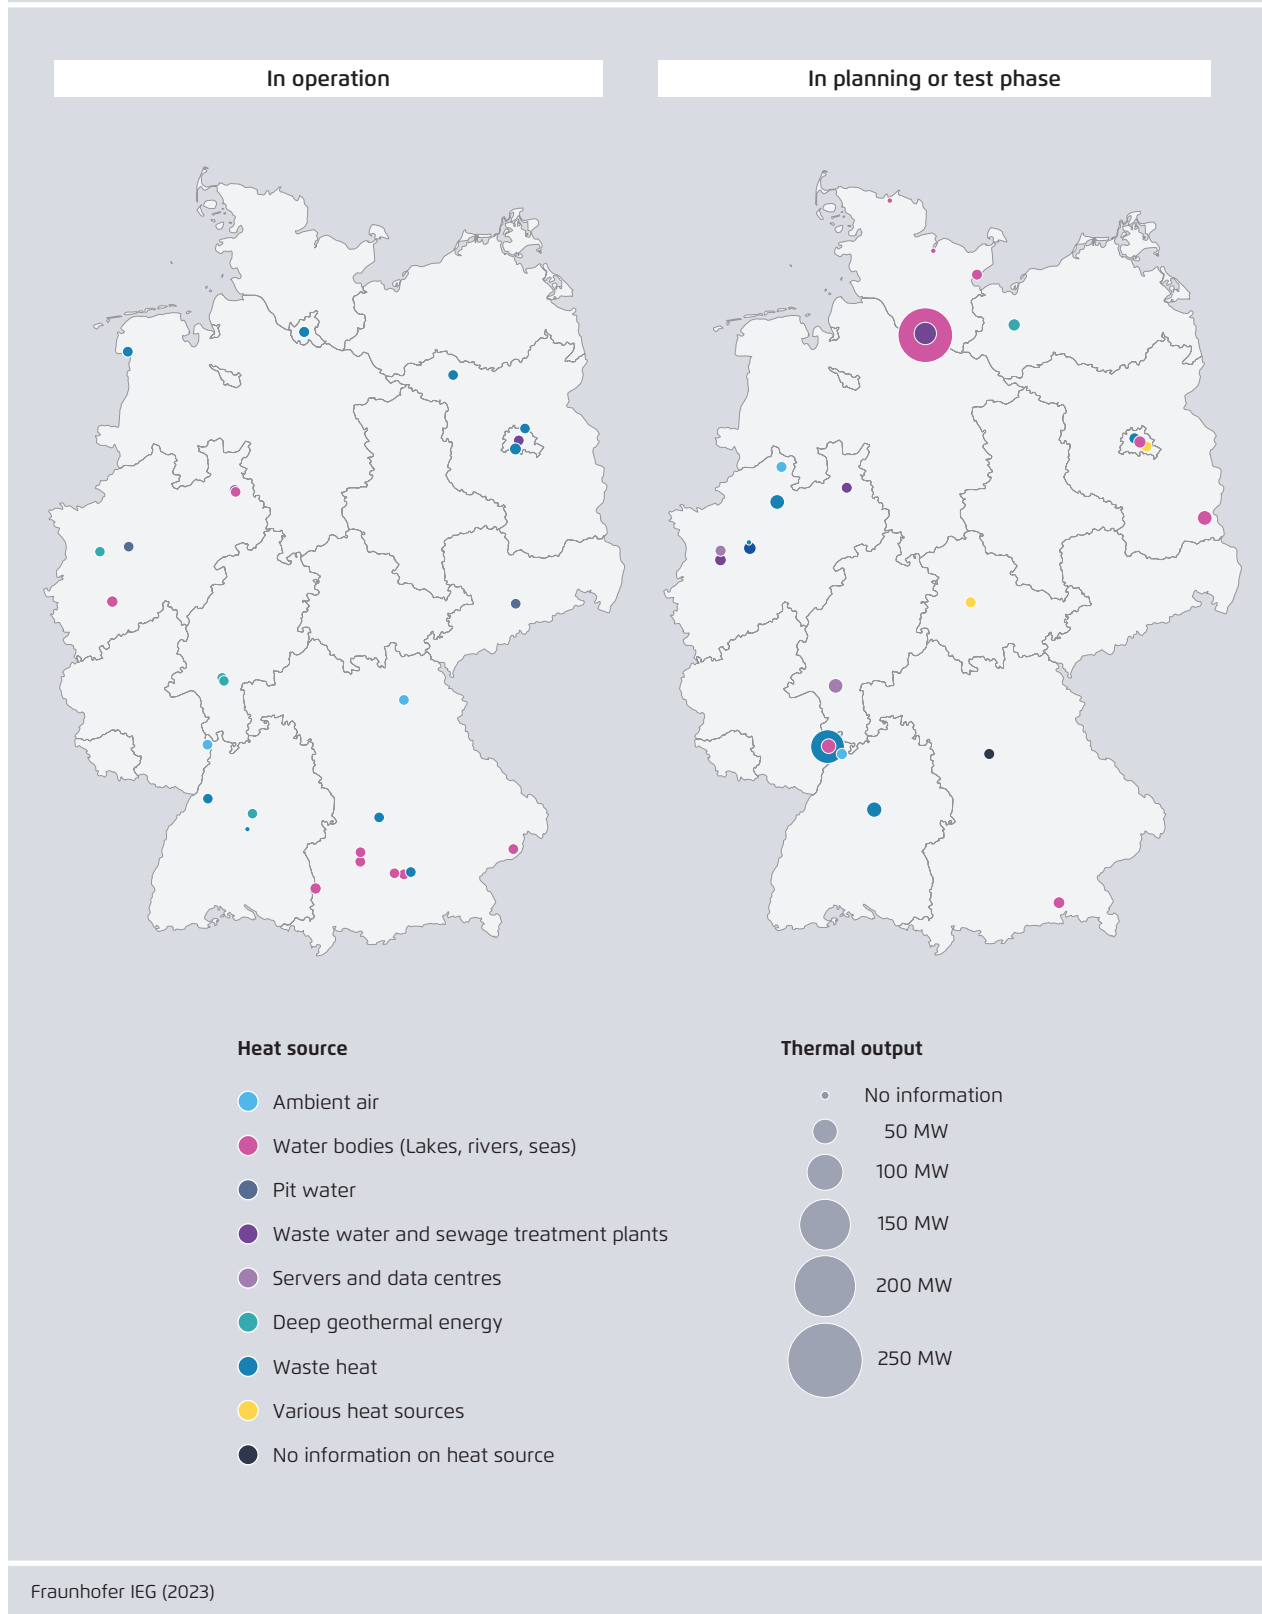 In operation
In planning or test phase
Heat source
Ambient air
Water bodies (Lakes, rivers, seas)
Pit water
Waste water and sewage treatment plants
Servers and data centres
Deep geothermal energy
Waste heat
Various heat sources
No information on heat source
Thermal output
No information
50 MW
100 MW
150 MW
200 MW
250 MW
Fraunhofer IEG (2023)